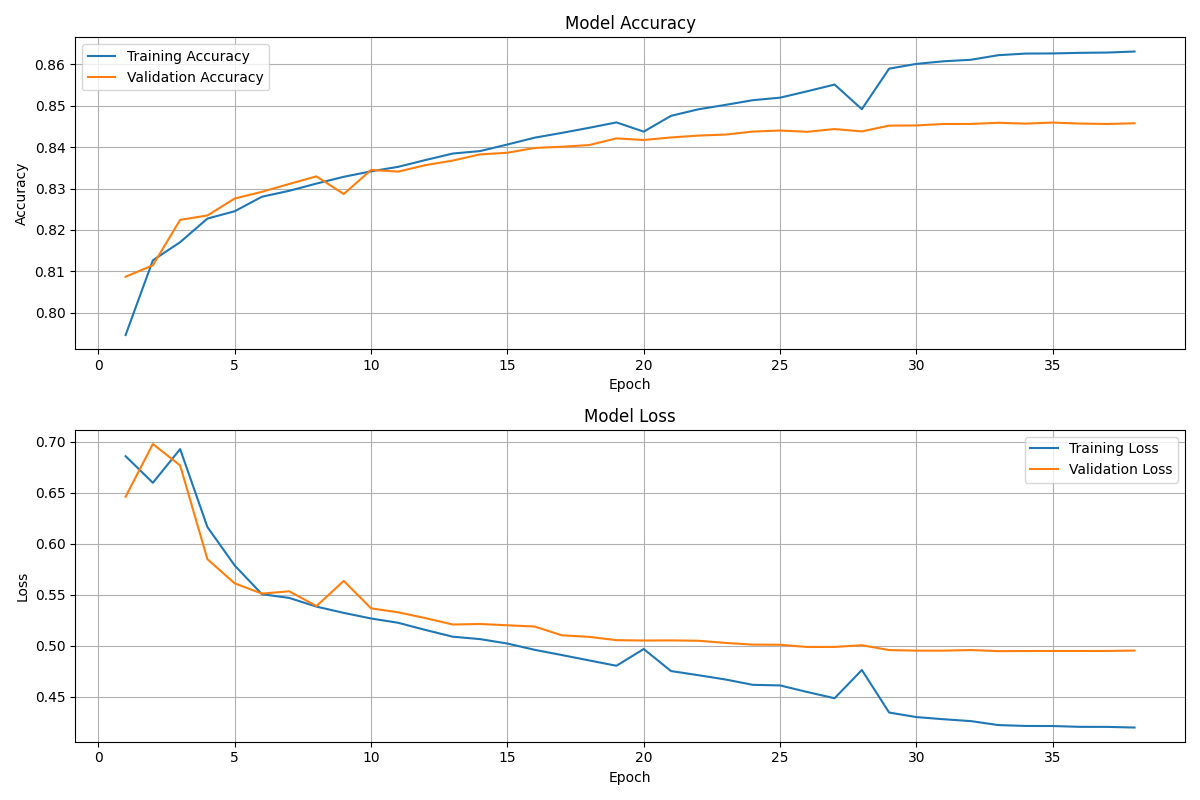 Model Accuracy
Training Accuracy
Validation Accuracy
Accuracy
0.86
0.85
0.84
0.83
0.82
0.81
0.80
0 5 10 15 20 25 30 35
Epoch
Model Loss
Training Loss
Validation Loss
Loss
0.70
0.65
0.60
0.55
0.50
0.45
0 5 10 15 20 25 30 35
Epoch